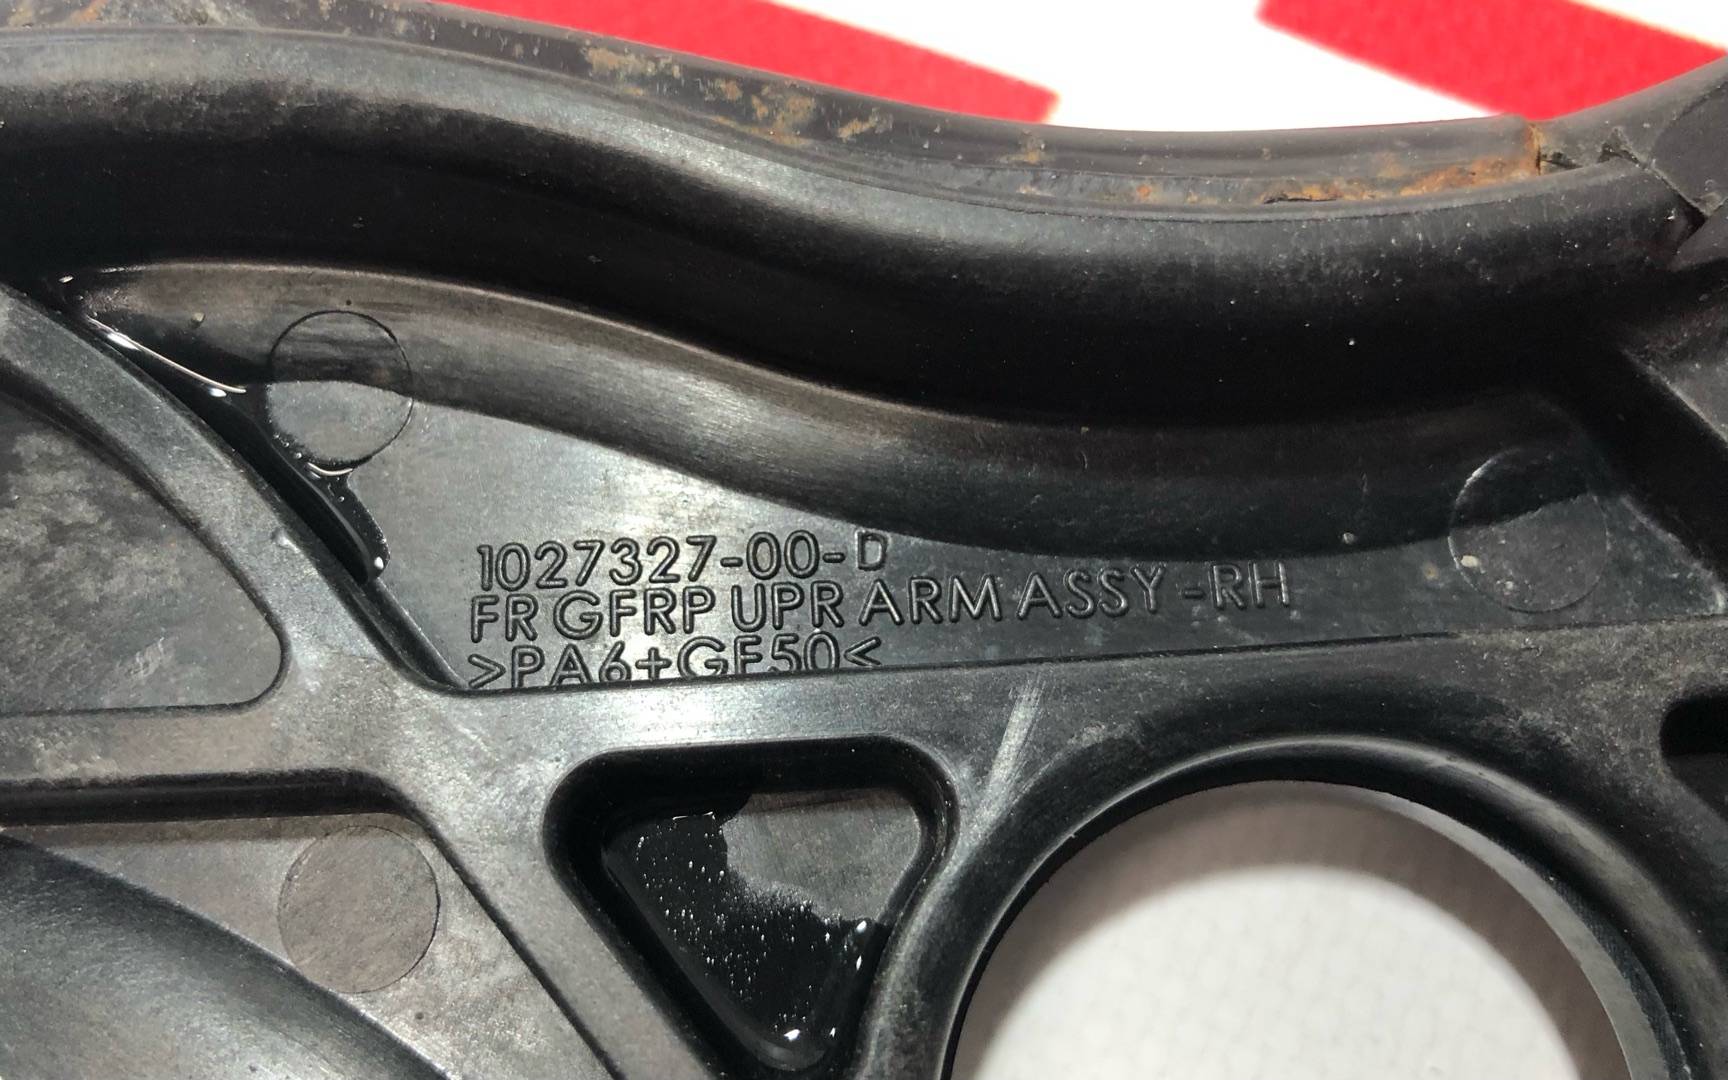 1027327-00-D
FR GFRP UPR ARM ASSY -RH
>PA6+GF50<